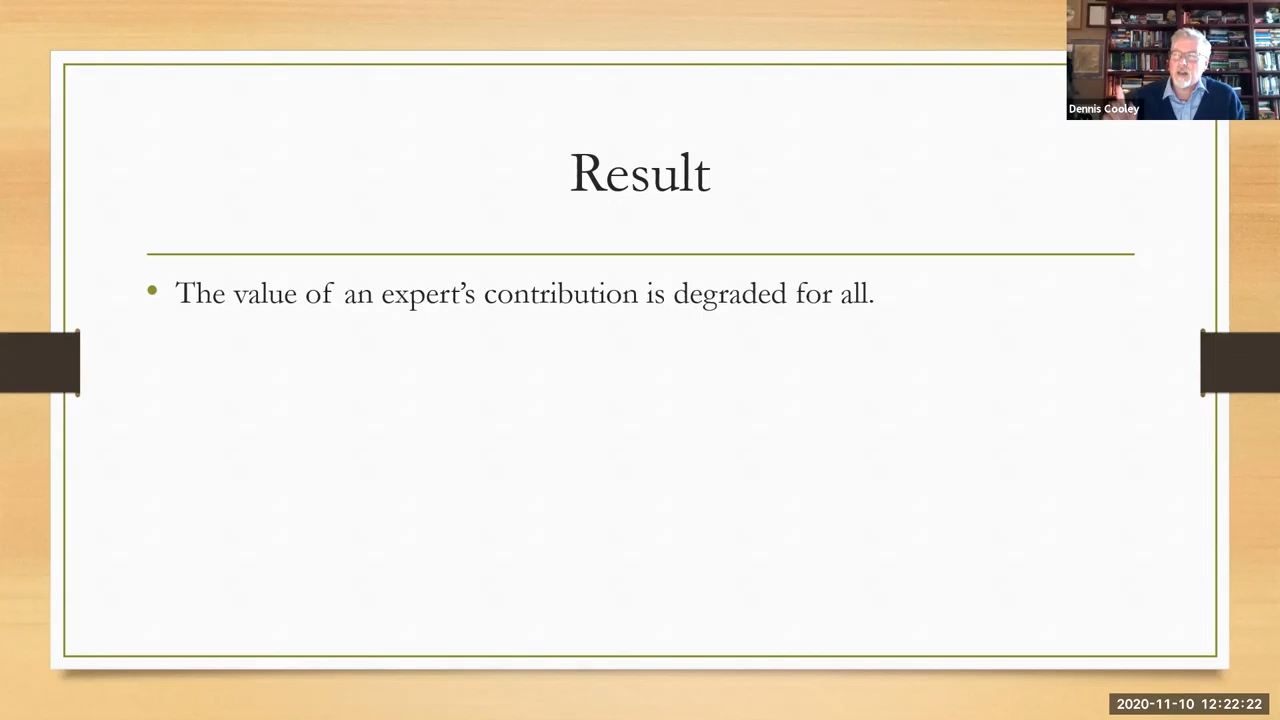 Dennis Cooley
Result
• The value of an expert’s contribution is degraded for all.
2020-11-10 12:22:22